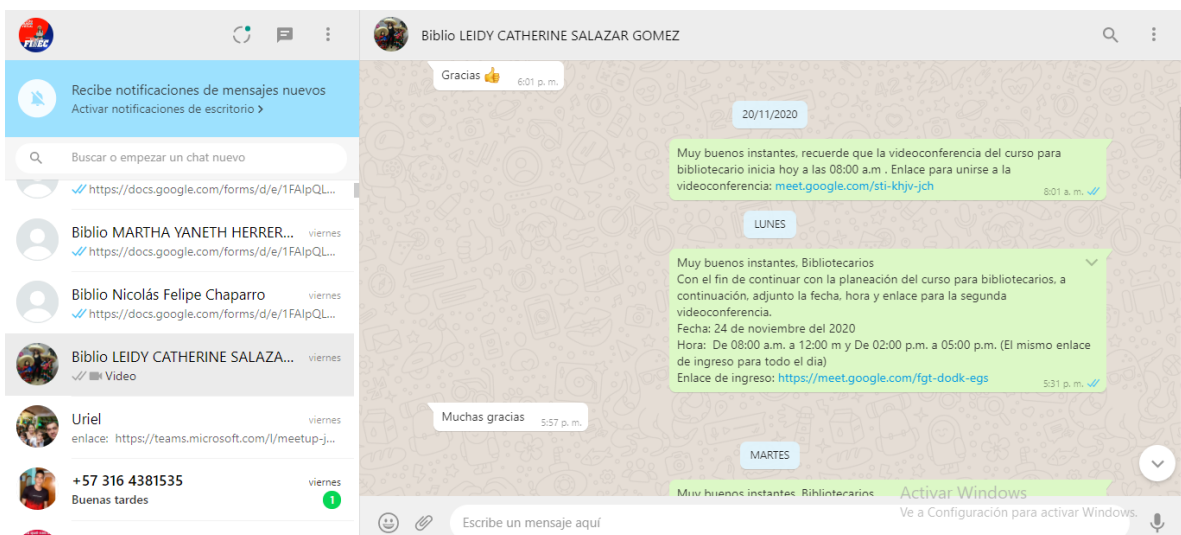 Recibe notificaciones de mensajes nuevos
Activar notificaciones de escritorio >
Buscar o empezar un chat nuevo
https://docs.google.com/forms/d/e/1FAIpQL...
Biblio MARTHA YANETH HERRER... viernes
https://docs.google.com/forms/d/e/1FAIpQL...
Biblio Nicolás Felipe Chaparro viernes
https://docs.google.com/forms/d/e/1FAIpQL...
Biblio LEIDY CATHERINE SALAZA... viernes
Video
Uriel viernes
enlace: https://teams.microsoft.com/l/meetup-j...
+57 316 4381535 viernes
Buenas tardes 1
Biblio LEIDY CATHERINE SALAZAR GOMEZ
Gracias 👍 6:01 p. m.
20/11/2020
Muy buenos instantes, recuerde que la videoconferencia del curso para
bibliotecario inicia hoy a las 08:00 a.m . Enlace para unirse a la
videoconferencia: meet.google.com/sti-khjv-jch 8:01 a. m.
LUNES
Muy buenos instantes, Bibliotecarios
Con el fin de continuar con la planeación del curso para bibliotecarios, a
continuación, adjunto la fecha, hora y enlace para la segunda
videoconferencia.
Fecha: 24 de noviembre del 2020
Hora: De 08:00 a.m. a 12:00 m y De 02:00 p.m. a 05:00 p.m. (El mismo enlace
de ingreso para todo el dia)
Enlace de ingreso: https://meet.google.com/fgt-dodk-egs 5:31 p. m.
Muchas gracias 5:57 p. m.
MARTES
Muy buenos instantes, Bibliotecarios
Activar Windows
Ve a Configuración para activar Windows.
Escribe un mensaje aquí